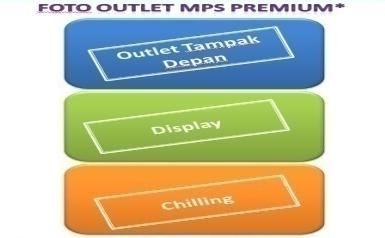 FOTO OUTLET MPS PREMIUM*
Outlet Tampak
Depan
Display
Chilling